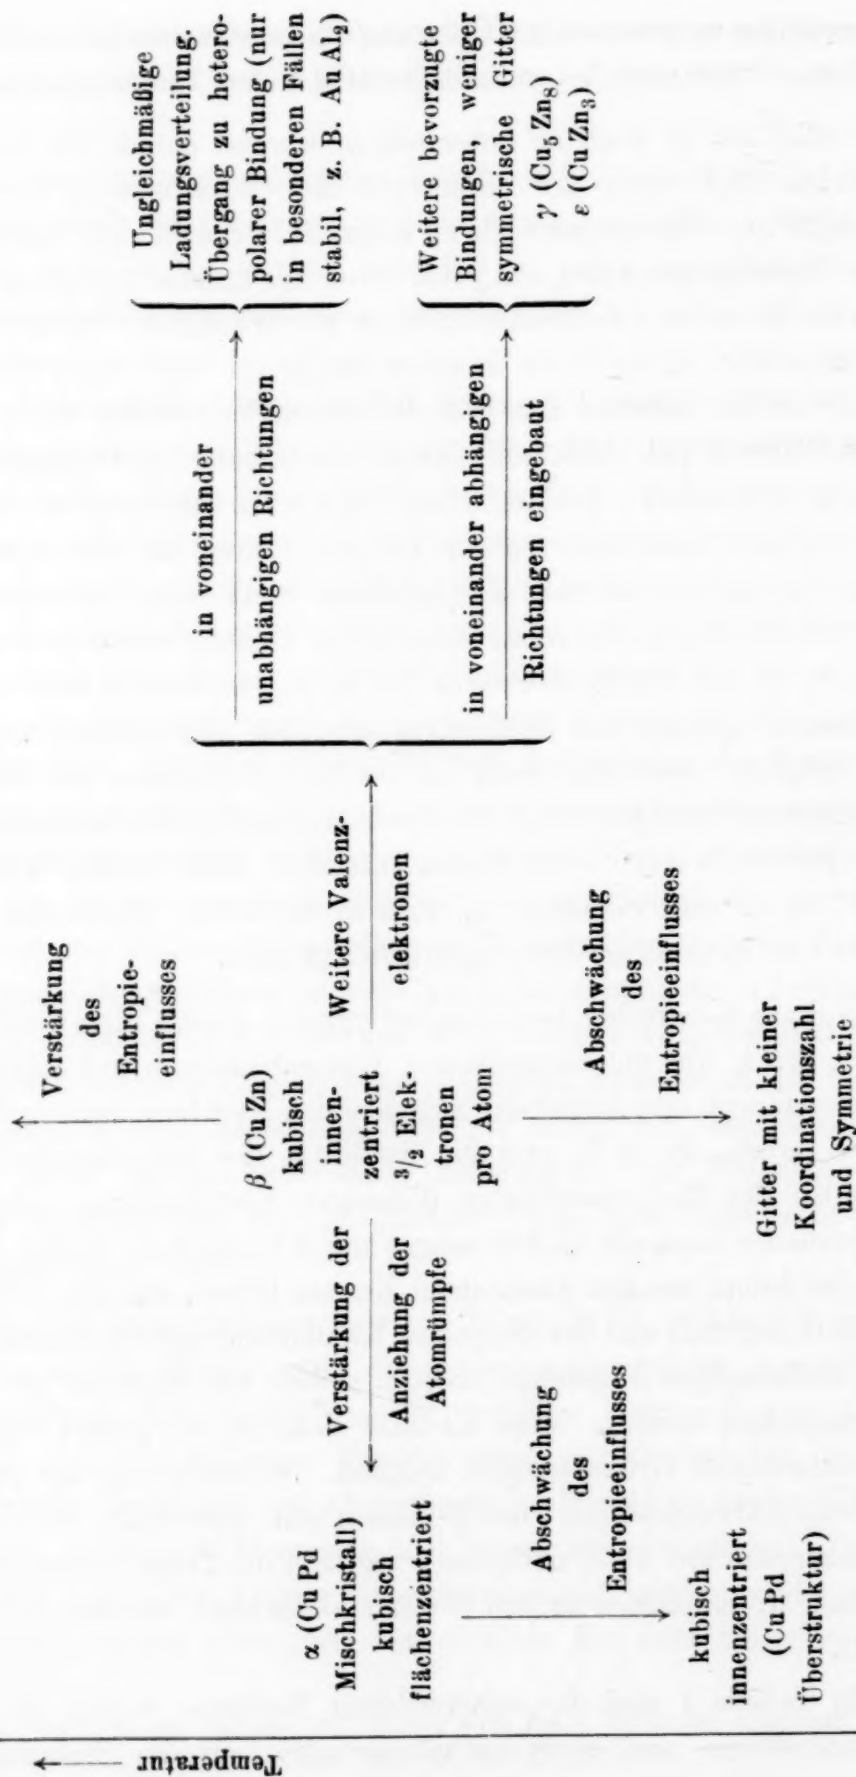 Temperatur
α (Cu Pd
Mischkristall)
kubisch
flächenzentriert
Abschwächung
des
Entropieeinflusses
kubisch
innenzentriert
(Cu Pd
Überstruktur)
Verstärkung der
Anziehung der
Atomrümpfe
Verstärkung
des
Entropie-
einflusses
β (Cu Zn)
kubisch
innen-
zentriert
3/2 Elek-
tronen
pro Atom
Abschwächung
des
Entropieeinflusses
Gitter mit kleiner
Koordinationszahl
und Symmetrie
Weitere Valenz-
elektronen
in voneinander
unabhängigen Richtungen
Ungleichmäßige
Ladungsverteilung.
Übergang zu hetero-
polarer Bindung (nur
in besonderen Fällen
stabil, z. B. Au Al₂)
in voneinander abhängigen
Richtungen eingebaut
Weitere bevorzugte
Bindungen, weniger
symmetrische Gitter
γ (Cu₅ Zn₈)
ε (Cu Zn₃)